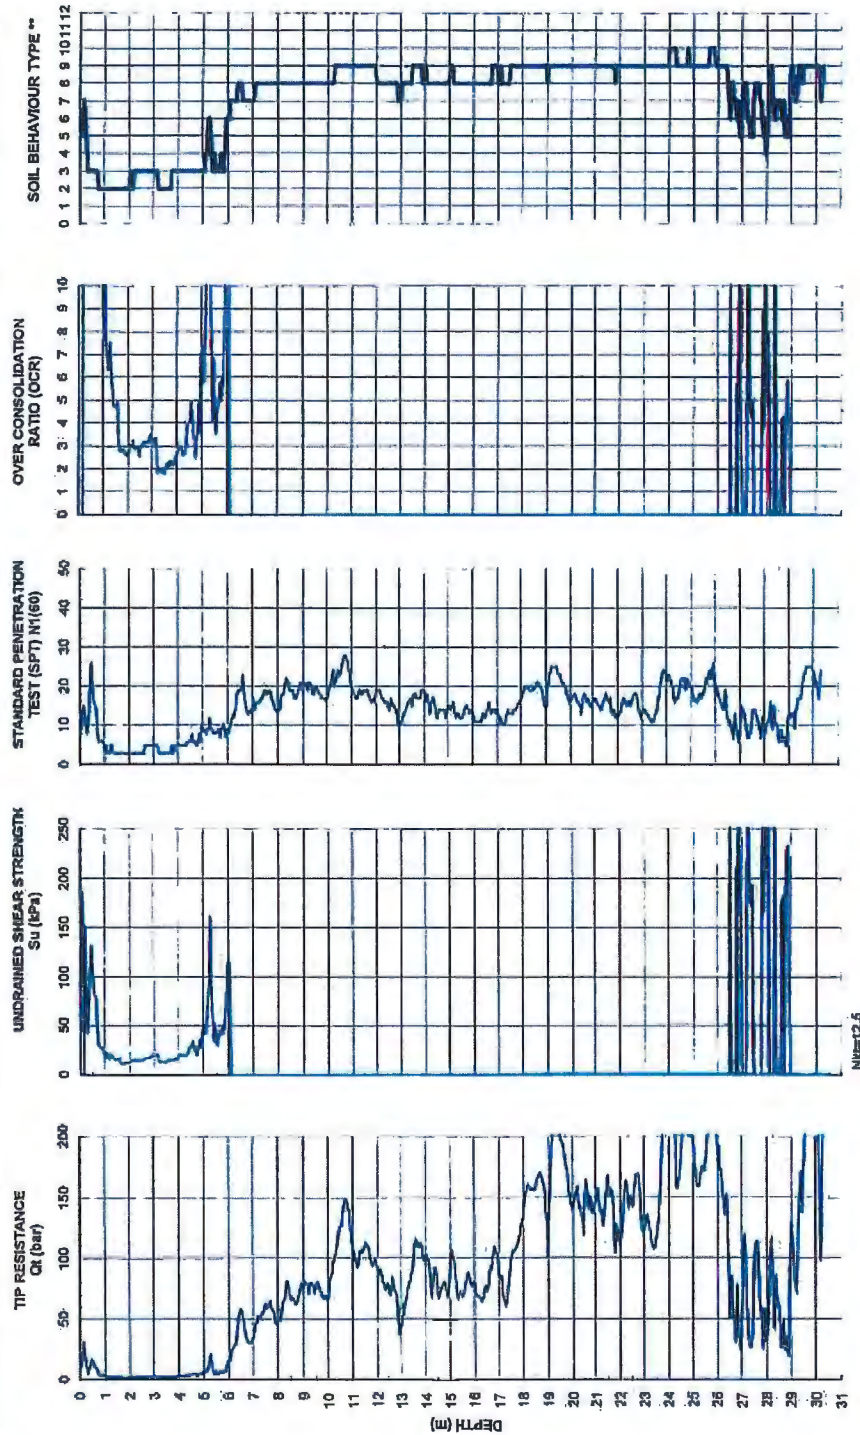 TIP RESISTANCE
Qt (bar)
UNDRAINED SHEAR STRENGTH
Su (kPa)
STANDARD PENETRATION
TEST (SPT) N1(60)
OVER CONSOLIDATION
RATIO (OCR)
SOIL BEHAVIOUR TYPE **
0 50 100 150 200
0 50 100 150 200 250
0 10 20 30 40 50
0 1 2 3 4 5 6 7 8 9 10
0 1 2 3 4 5 6 7 8 9 10 11 12
0
1
2
3
4
5
6
7
8
9
10
11
12
13
14
15
16
17
18
19
20
21
22
23
24
25
26
27
28
29
30
31
DEPTH (m)
Nkt=12.5